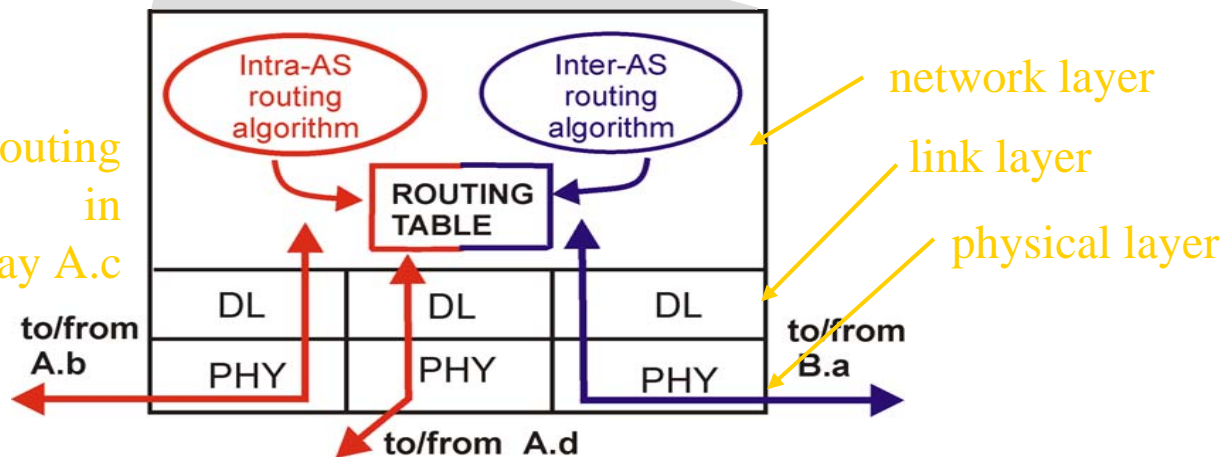 Intra-AS
routing
algorithm
Inter-AS
routing
algorithm
network layer
link layer
physical layer
outing
in
ay A.c
ROUTING
TABLE
DL
DL
DL
PHY
PHY
PHY
to/from
A.b
to/from
B.a
to/from A.d